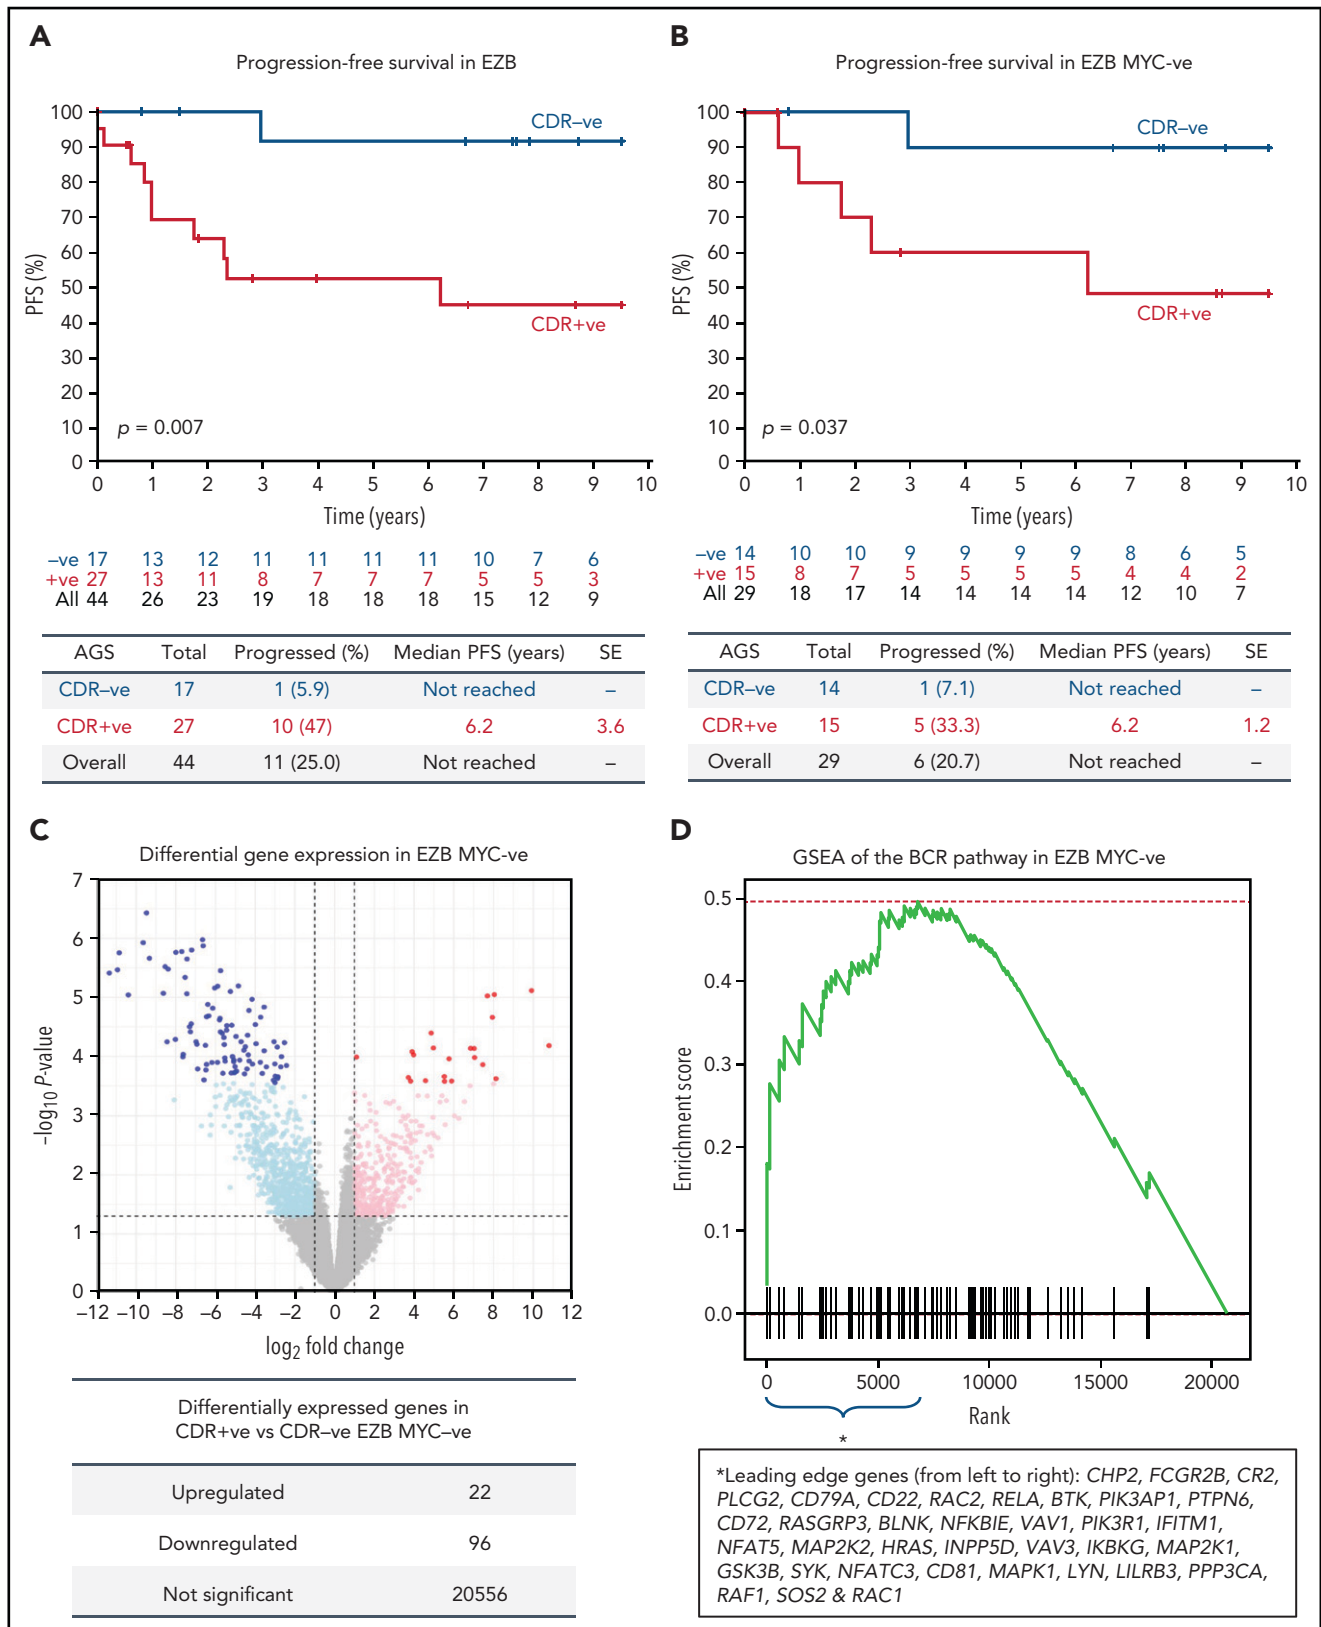 A
Progression-free survival in EZB
100
90
80
70
60
50
40
30
20
10
0
PFS (%)
CDR–ve
CDR+ve
p = 0.007
0 1 2 3 4 5 6 7 8 9 10
Time (years)
–ve 17 13 12 11 11 11 11 10 7 6
+ve 27 13 11 8 7 7 7 5 5 3
All 44 26 23 19 18 18 18 15 12 9
AGS Total Progressed (%) Median PFS (years) SE
CDR–ve 17 1 (5.9) Not reached –
CDR+ve 27 10 (47) 6.2 3.6
Overall 44 11 (25.0) Not reached –
B
Progression-free survival in EZB MYC-ve
100
90
80
70
60
50
40
30
20
10
0
PFS (%)
CDR–ve
CDR+ve
p = 0.037
0 1 2 3 4 5 6 7 8 9 10
Time (years)
–ve 14 10 10 9 9 9 9 8 6 5
+ve 15 8 7 5 5 5 5 4 4 2
All 29 18 17 14 14 14 14 12 10 7
AGS Total Progressed (%) Median PFS (years) SE
CDR–ve 14 1 (7.1) Not reached –
CDR+ve 15 5 (33.3) 6.2 1.2
Overall 29 6 (20.7) Not reached –
C
Differential gene expression in EZB MYC-ve
7
6
5
4
3
2
1
0
–log10 P-value
–12 –10 –8 –6 –4 –2 0 2 4 6 8 10 12
log2 fold change
Differentially expressed genes in
CDR+ve vs CDR–ve EZB MYC–ve
Upregulated 22
Downregulated 96
Not significant 20556
D
GSEA of the BCR pathway in EZB MYC-ve
0.5
0.4
0.3
0.2
0.1
0.0
Enrichment score
0 5000 10000 15000 20000
Rank
*
*Leading edge genes (from left to right): CHP2, FCGR2B, CR2,
PLCG2, CD79A, CD22, RAC2, RELA, BTK, PIK3AP1, PTPN6,
CD72, RASGRP3, BLNK, NFKBIE, VAV1, PIK3R1, IFITM1,
NFAT5, MAP2K2, HRAS, INPP5D, VAV3, IKBKG, MAP2K1,
GSK3B, SYK, NFATC3, CD81, MAPK1, LYN, LILRB3, PPP3CA,
RAF1, SOS2 & RAC1